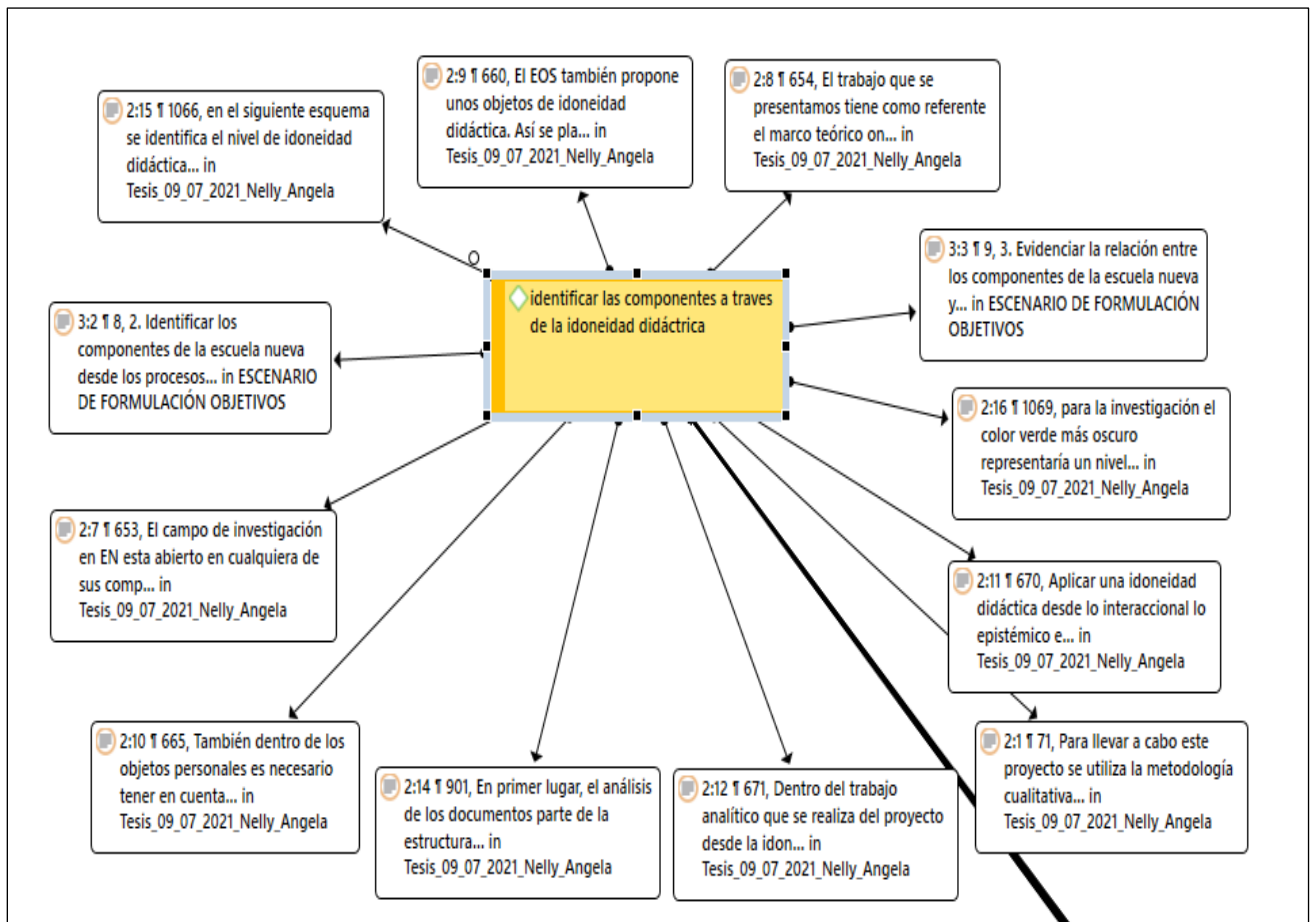 2:9 ¶ 660, El EOS también propone
unos objetos de idoneidad
didáctica. Así se pla... in
Tesis_09_07_2021_Nelly_Angela
2:8 ¶ 654, El trabajo que se
presentamos tiene como referente
el marco teórico on... in
Tesis_09_07_2021_Nelly_Angela
2:15 ¶ 1066, en el siguiente esquema
se identifica el nivel de idoneidad
didáctica... in
Tesis_09_07_2021_Nelly_Angela
3:3 ¶ 9, 3. Evidenciar la relación entre
los componentes de la escuela nueva
y... in ESCENARIO DE FORMULACIÓN
OBJETIVOS
identificar las componentes a traves
de la idoneidad didáctrica
3:2 ¶ 8, 2. Identificar los
componentes de la escuela nueva
desde los procesos... in ESCENARIO
DE FORMULACIÓN OBJETIVOS
2:16 ¶ 1069, para la investigación el
color verde más oscuro
representaría un nivel... in
Tesis_09_07_2021_Nelly_Angela
2:7 ¶ 653, El campo de investigación
en EN esta abierto en cualquiera de
sus comp... in
Tesis_09_07_2021_Nelly_Angela
2:11 ¶ 670, Aplicar una idoneidad
didáctica desde lo interaccional lo
epistémico e... in
Tesis_09_07_2021_Nelly_Angela
2:10 ¶ 665, También dentro de los
objetos personales es necesario
tener en cuenta... in
Tesis_09_07_2021_Nelly_Angela
2:14 ¶ 901, En primer lugar, el análisis
de los documentos parte de la
estructura... in
Tesis_09_07_2021_Nelly_Angela
2:12 ¶ 671, Dentro del trabajo
analítico que se realiza del proyecto
desde la idon... in
Tesis_09_07_2021_Nelly_Angela
2:1 ¶ 71, Para llevar a cabo este
proyecto se utiliza la metodología
cualitativa... in
Tesis_09_07_2021_Nelly_Angela